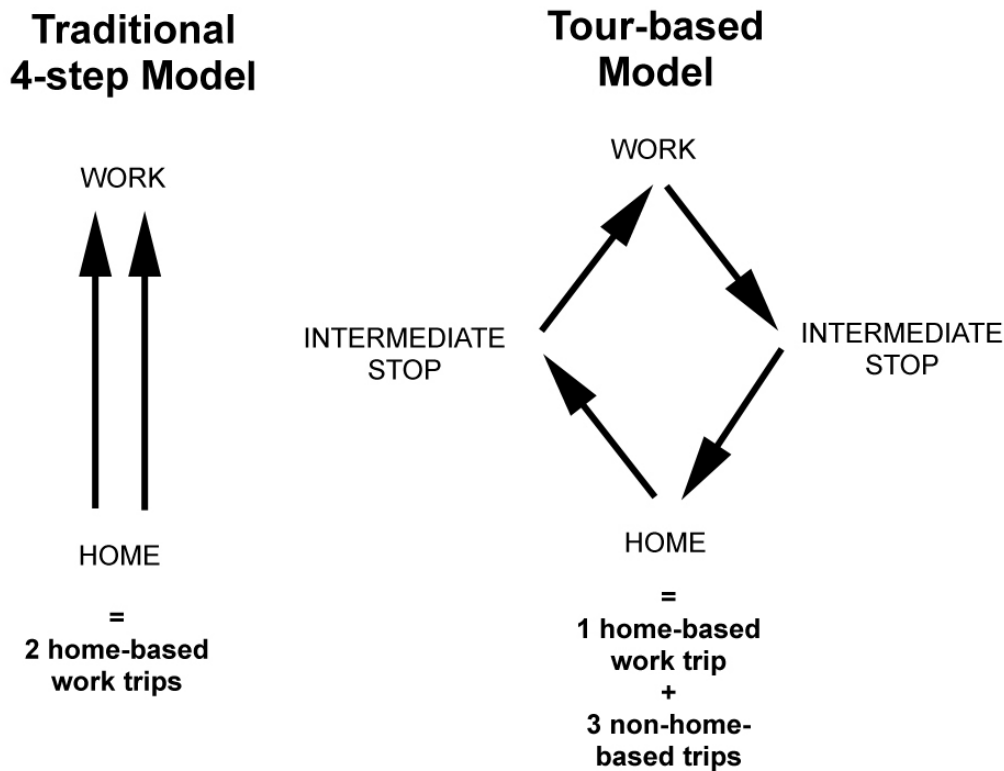 Traditional
4-step Model
WORK
HOME
=
2 home-based
work trips
Tour-based
Model
WORK
INTERMEDIATE
STOP
INTERMEDIATE
STOP
HOME
=
1 home-based
work trip
+
3 non-home-
based trips